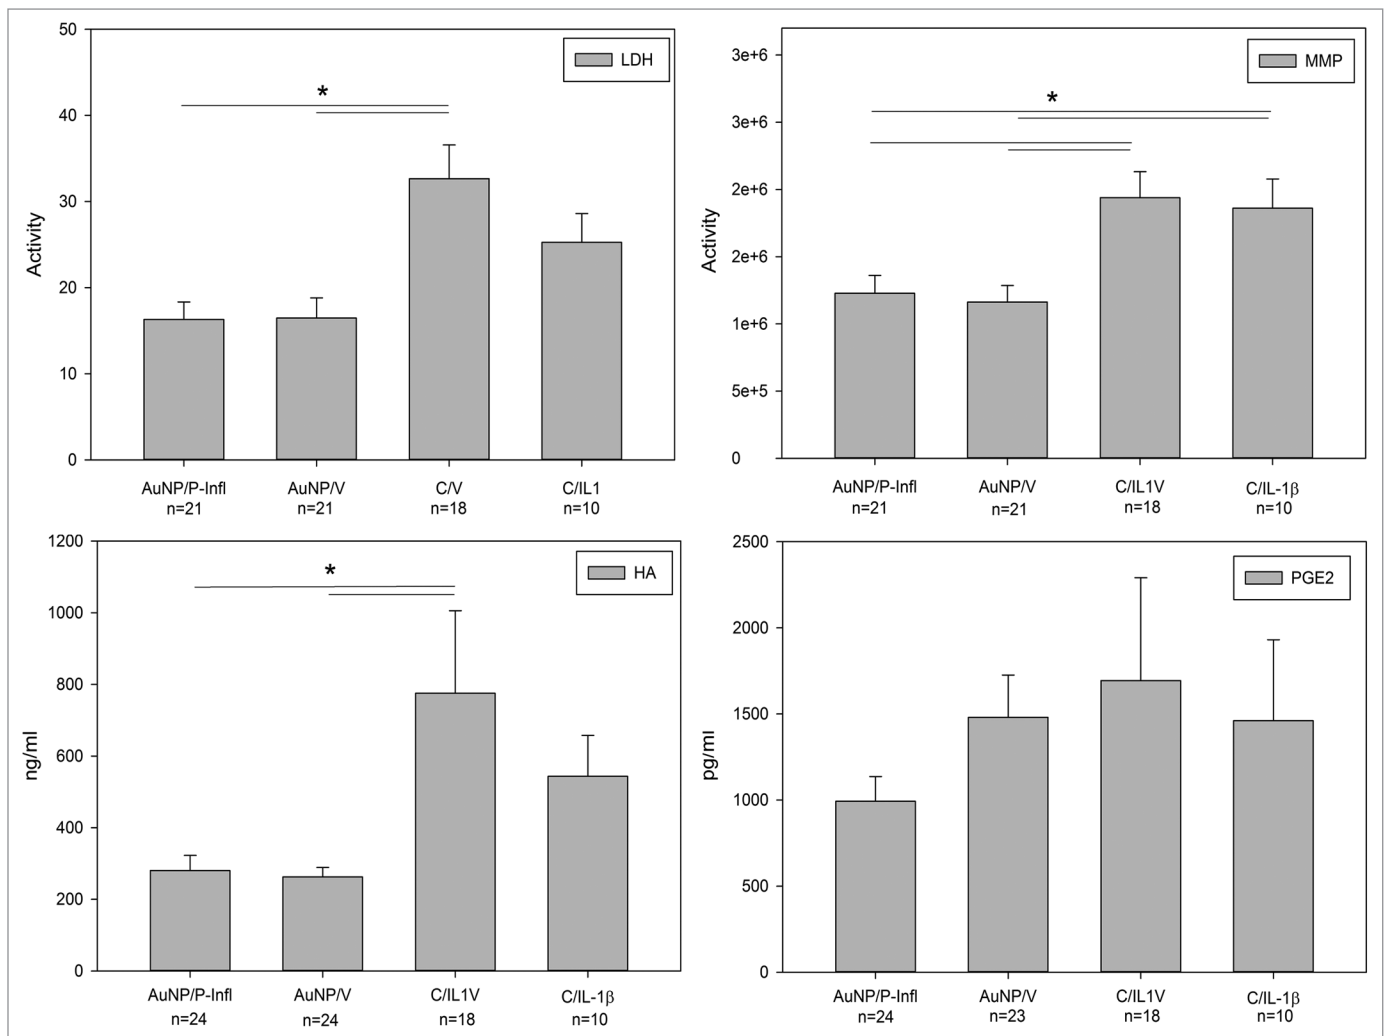 50
40
30
20
10
0
Activity
LDH
*
AuNP/P-Infl
n=21
AuNP/V
n=21
C/V
n=18
C/IL1
n=10
3e+6
3e+6
2e+6
2e+6
1e+6
5e+5
0
Activity
MMP
*
AuNP/P-Infl
n=21
AuNP/V
n=21
C/IL1V
n=18
C/IL-1β
n=10
1200
1000
800
600
400
200
0
ng/ml
HA
*
AuNP/P-Infl
n=24
AuNP/V
n=24
C/IL1V
n=18
C/IL-1β
n=10
2500
2000
1500
1000
500
0
pg/ml
PGE2
AuNP/P-Infl
n=24
AuNP/V
n=23
C/IL1V
n=18
C/IL-1β
n=10